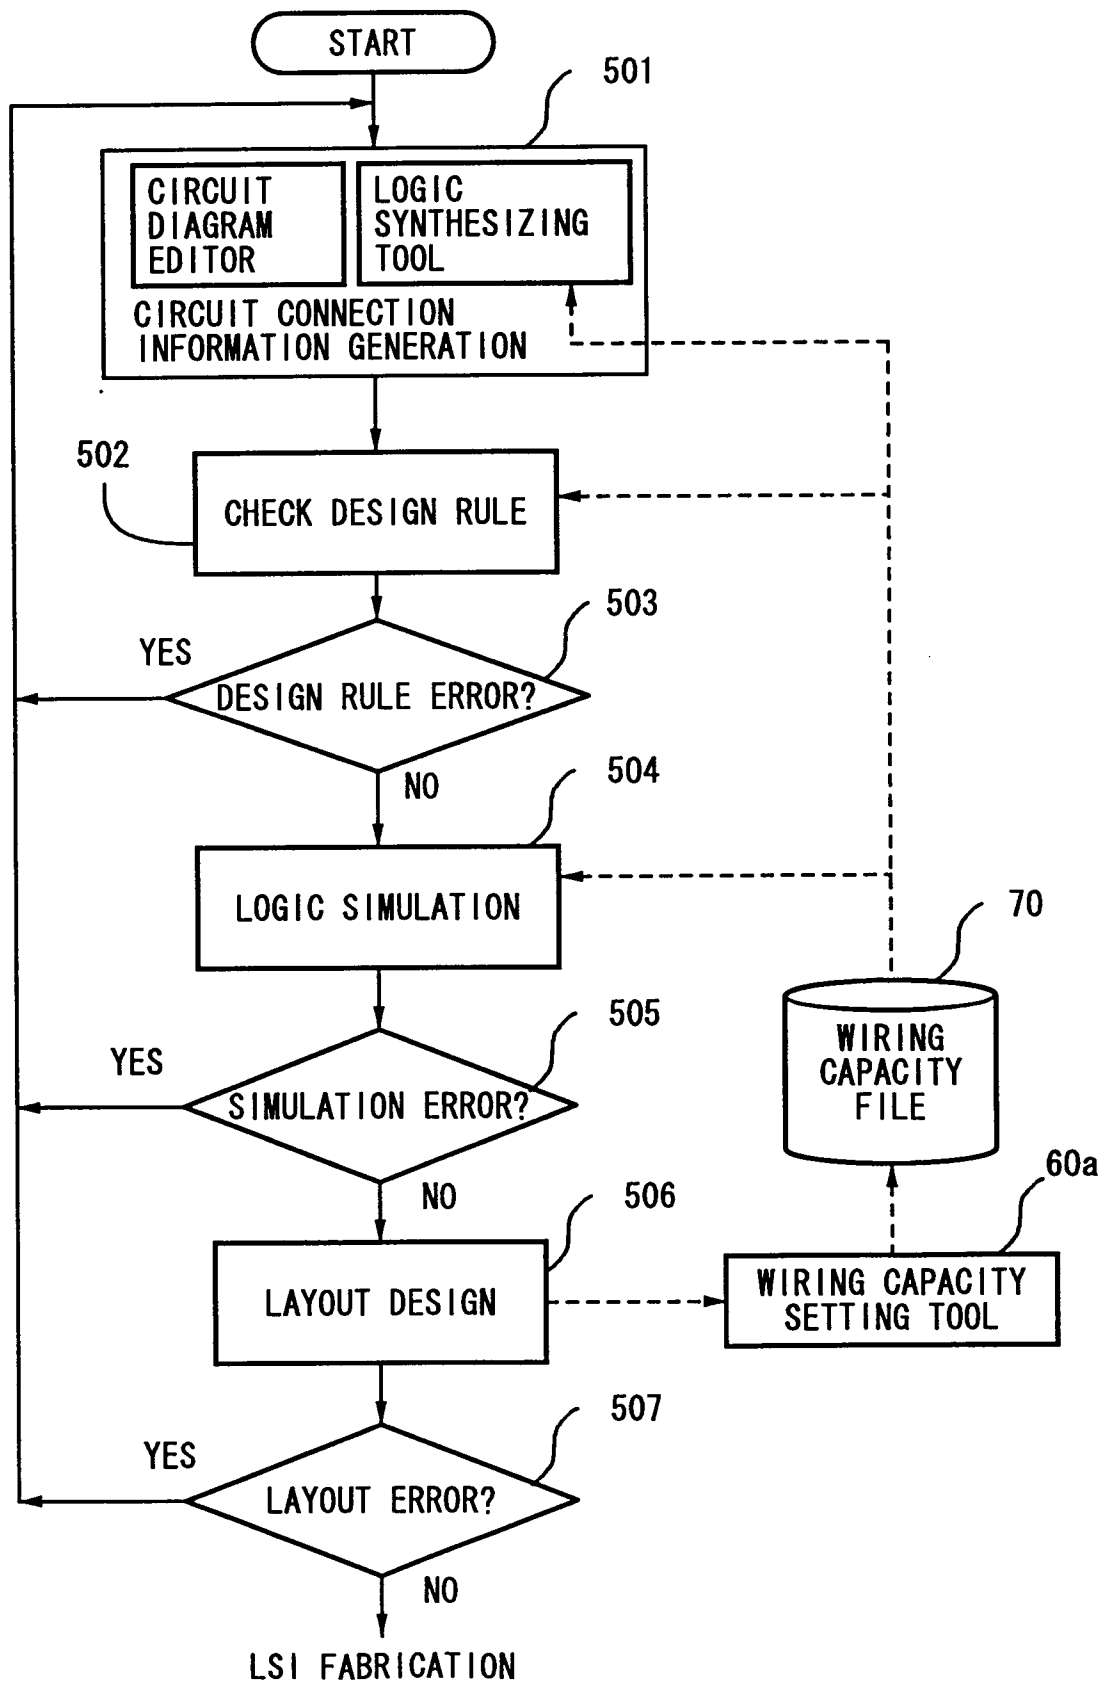 START
501
CIRCUIT
DIAGRAM
EDITOR
LOGIC
SYNTHESIZING
TOOL
CIRCUIT CONNECTION
INFORMATION GENERATION
502
CHECK DESIGN RULE
503
YES
DESIGN RULE ERROR?
NO
504
LOGIC SIMULATION
70
WIRING
CAPACITY
FILE
505
YES
SIMULATION ERROR?
NO
506
60a
LAYOUT DESIGN
WIRING CAPACITY
SETTING TOOL
507
YES
LAYOUT ERROR?
NO
LSI FABRICATION